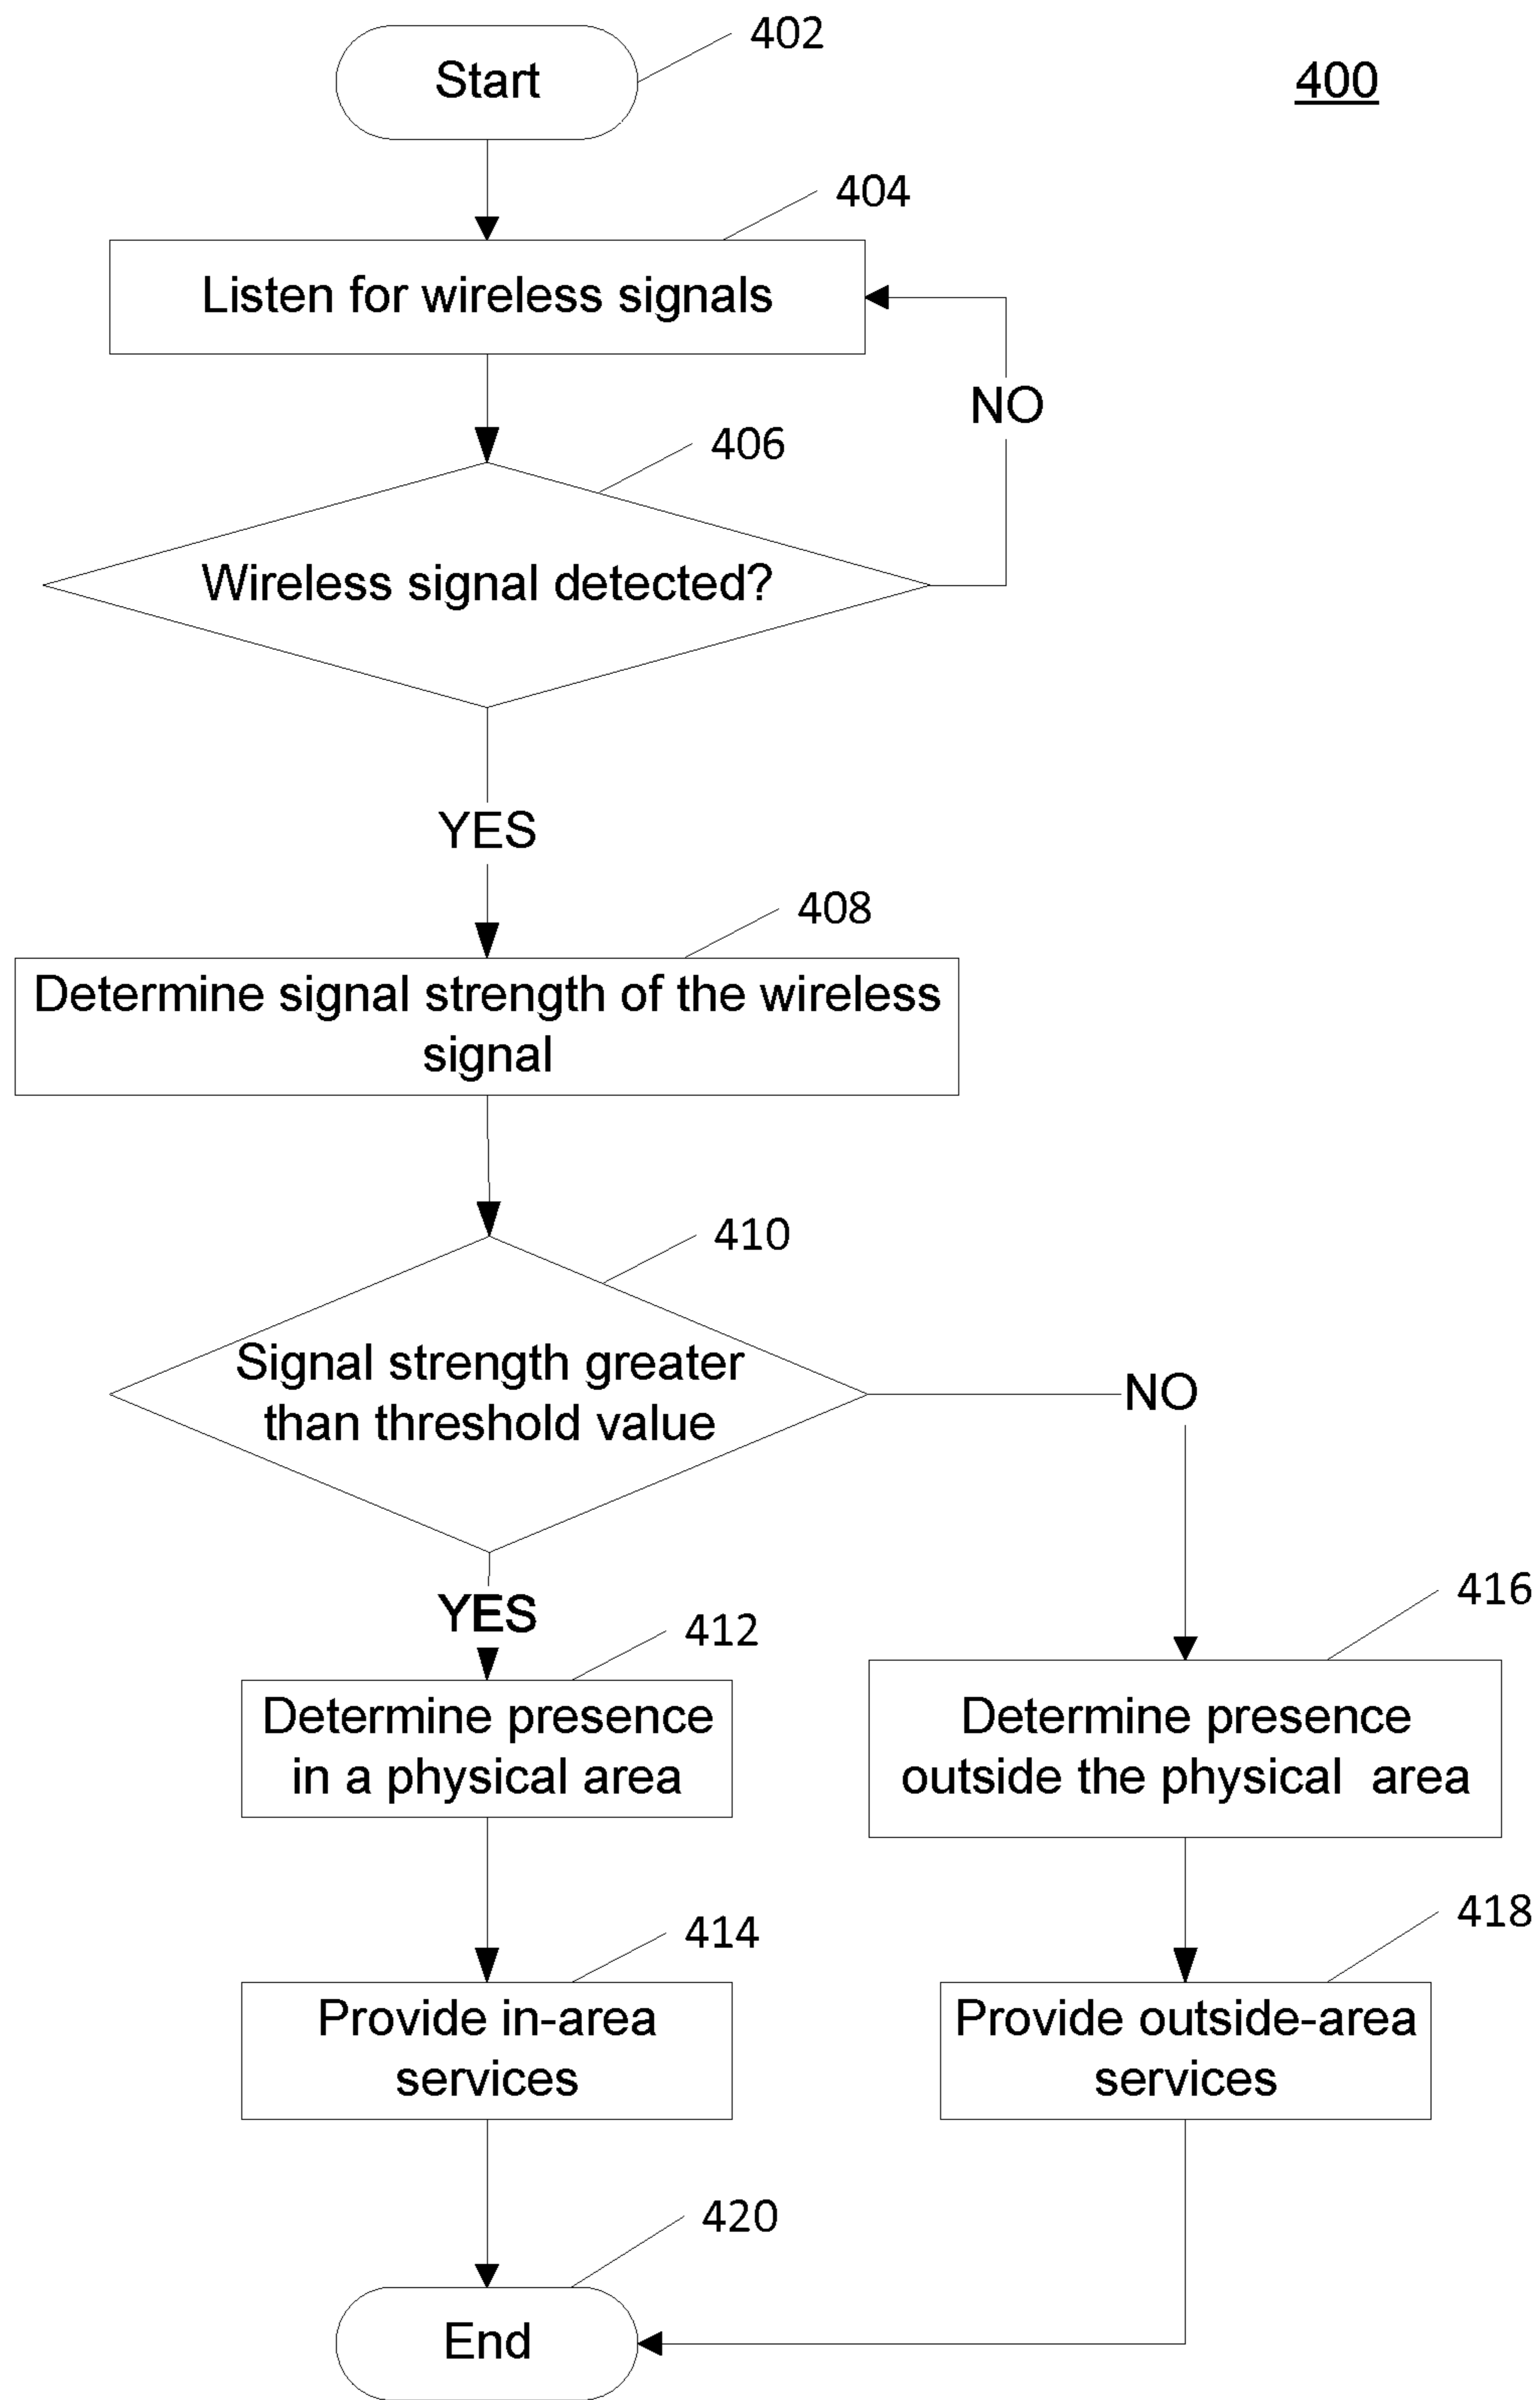 402
Start
400
404
Listen for wireless signals
NO
406
Wireless signal detected?
YES
408
Determine signal strength of the wireless
signal
410
Signal strength greater
than threshold value
NO
YES
412
Determine presence
in a physical area
416
Determine presence
outside the physical area
414
Provide in-area
services
418
Provide outside-area
services
420
End